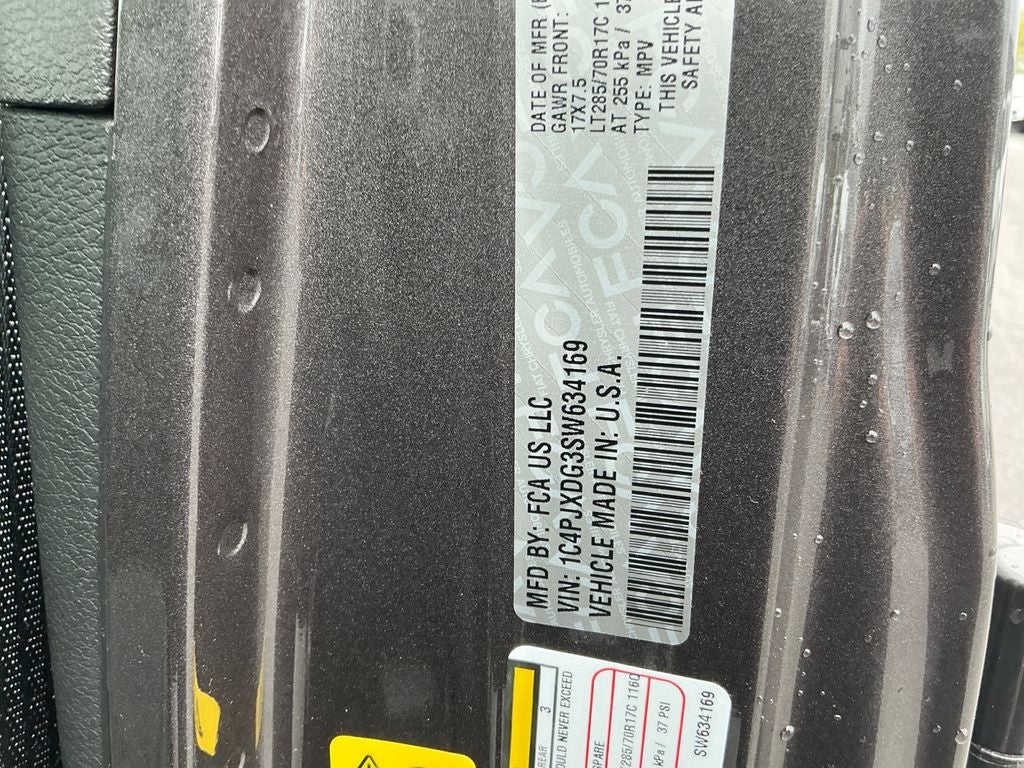 MFD BY: FCA US LLC
VIN: 1C4PJXDG3SW634169
VEHICLE MADE IN: U.S.A.
DATE OF MFR
GAWR FRONT:
17X7.5
LT285/70R17C
AT 255 kPa / 37
TYPE: MPV
THIS VEHICLE
SAFETY
REAR 3
OULD NEVER EXCEED
SPARE
285/70R17C 116Q
kPa / 37 PSI
SW634169